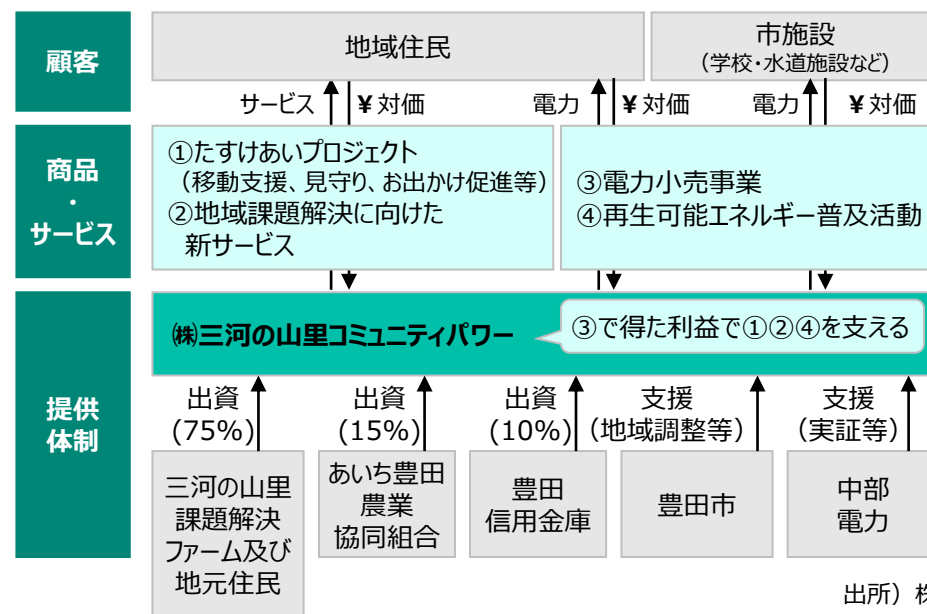 顧客
地域住民
市施設
(学校・水道施設など)
サービス
¥対価
電力
¥対価
電力
¥対価
商品
・
サービス
①たすけあいプロジェクト
(移動支援、見守り、お出かけ促進等)
②地域課題解決に向けた
新サービス
③電力小売事業
④再生可能エネルギー普及活動
提供
体制
㈱三河の山里コミュニティパワー
③で得た利益で①②④を支える
出資
(75%)
出資
(15%)
出資
(10%)
支援
(地域調整等)
支援
(実証等)
三河の山里
課題解決
ファーム及び
地元住民
あいち豊田
農業
協同組合
豊田
信用金庫
豊田市
中部
電力
出所）株